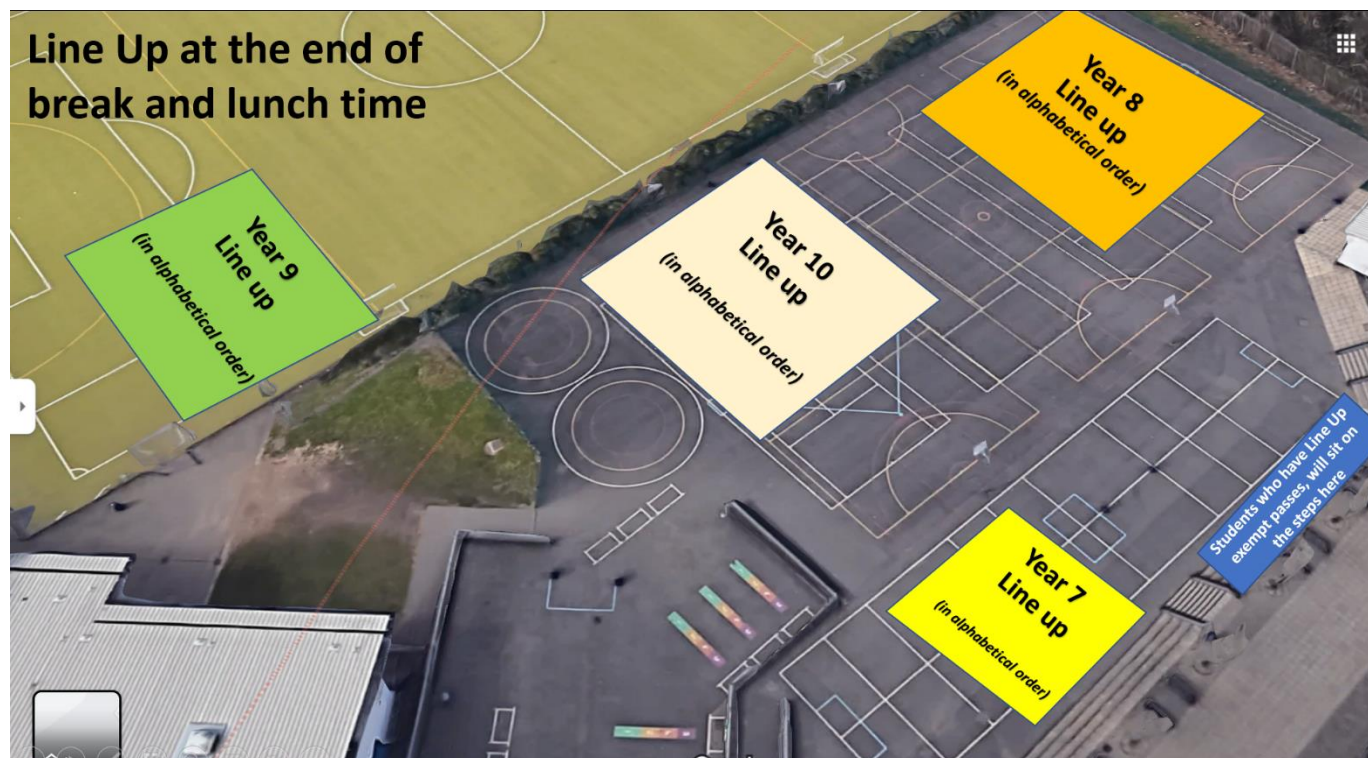 Line Up at the end of
break and lunch time
Year 8
Line up
(in alphabetical order)
Year 9
Line up
(in alphabetical order)
Year 10
Line up
(in alphabetical order)
Year 7
Line up
(in alphabetical order)
Students who have Line Up
exempt passes, will sit on
the steps here